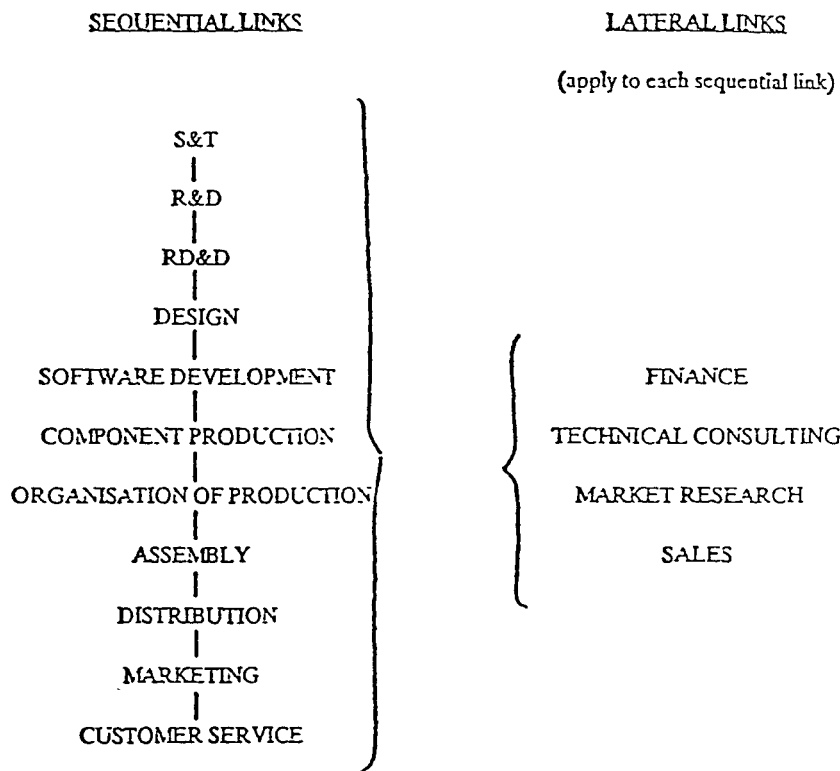 SEQUENTIAL LINKS
LATERAL LINKS
(apply to each sequential link)
S&T
R&D
RD&D
DESIGN
SOFTWARE DEVELOPMENT
COMPONENT PRODUCTION
ORGANISATION OF PRODUCTION
ASSEMBLY
DISTRIBUTION
MARKETING
CUSTOMER SERVICE
FINANCE
TECHNICAL CONSULTING
MARKET RESEARCH
SALES